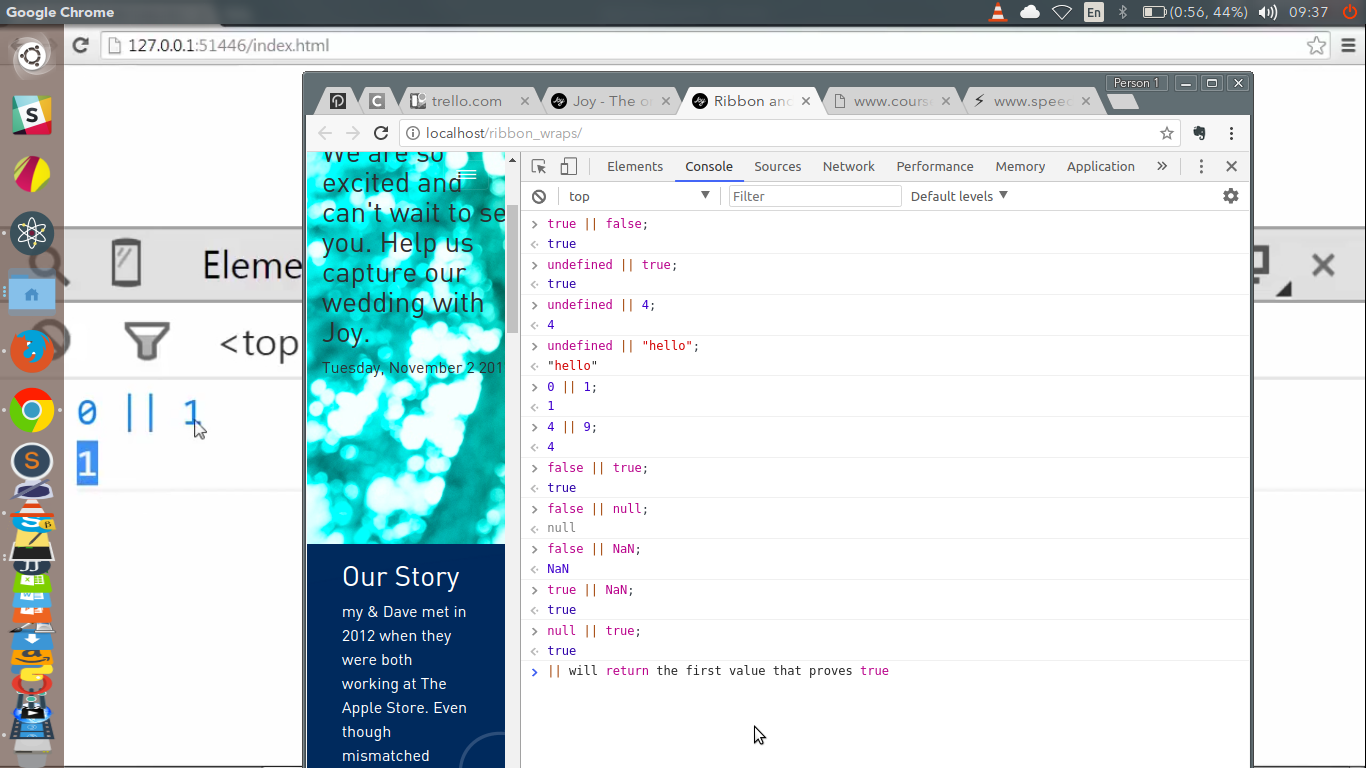 Google Chrome
En
(0:56, 44%)
09:37
127.0.0.1:51446/index.html
Person 1
trello.com
Joy - The o
Ribbon and
www.cours
www.speed
localhost/ribbon_wraps/
Eleme
<top
0 || 1
1
We are so
excited and
can't wait to se
you. Help us
capture our
wedding with
Joy.
Tuesday, November 2 201
Our Story
my & Dave met in
2012 when they
were both
working at The
Apple Store. Even
though
mismatched
Elements Console Sources Network Performance Memory Application »
top
Filter
Default levels
> true || false;
< true
> undefined || true;
< true
> undefined || 4;
< 4
> undefined || "hello";
< "hello"
> 0 || 1;
< 1
> 4 || 9;
< 4
> false || true;
< true
> false || null;
< null
> false || NaN;
< NaN
> true || NaN;
< true
> null || true;
< true
> || will return the first value that proves true